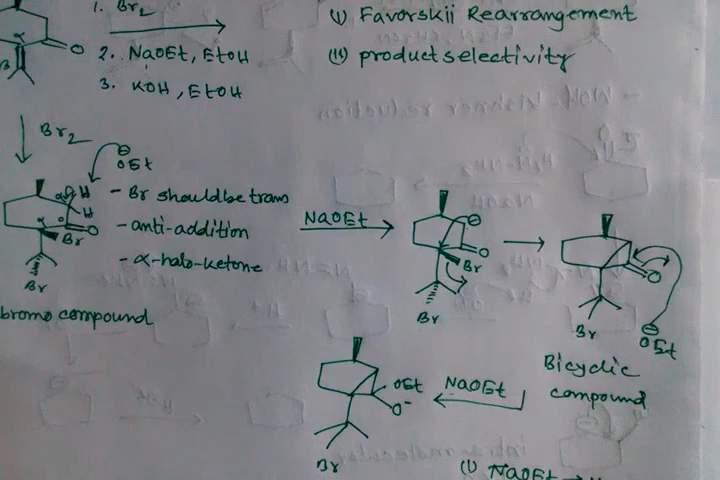 1. Br2
(i) Favorskii Rearrangement
O
2. NaOEt, EtOH
(ii) product selectivity
3. KOH, EtOH
Br2
⊖
OEt
α H
- Br should be trans
H
NaOEt
⊖
α
O
- anti-addition
O
Br
Br
O
- α-halo-ketone
Br
Br
Br
⊖
OEt
bromo compound
Bicyclic
compound
OEt
NaOEt
O-
Br
(i) NaOEt